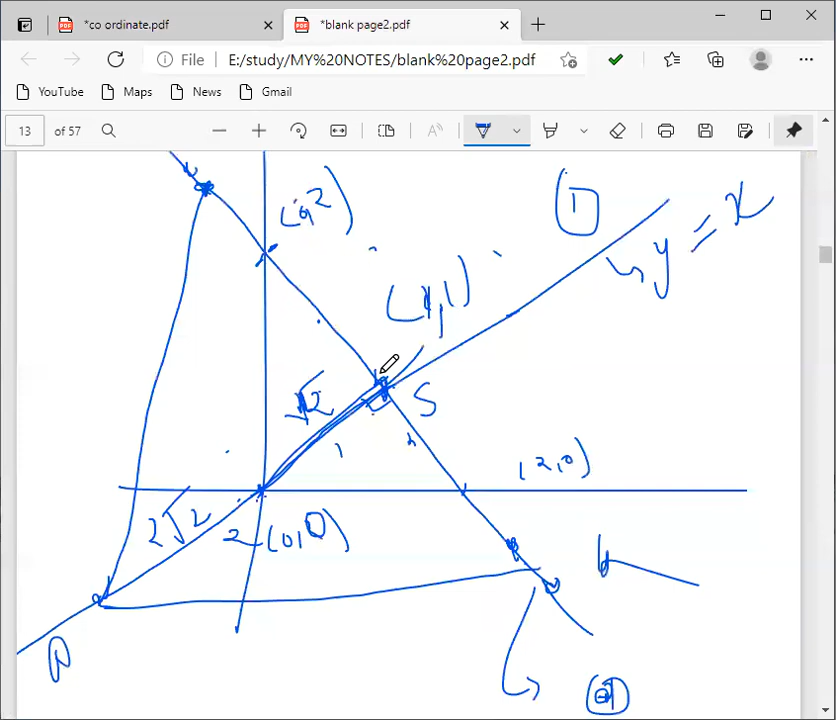 *co ordinate.pdf
*blank page2.pdf
File E:/study/MY%20NOTES/blank%20page2.pdf
YouTube Maps News Gmail
13 of 57
(0,2)
1
y = x
(1,1)
√2
S
1
(2,0)
2√2
2
(0,0)
A